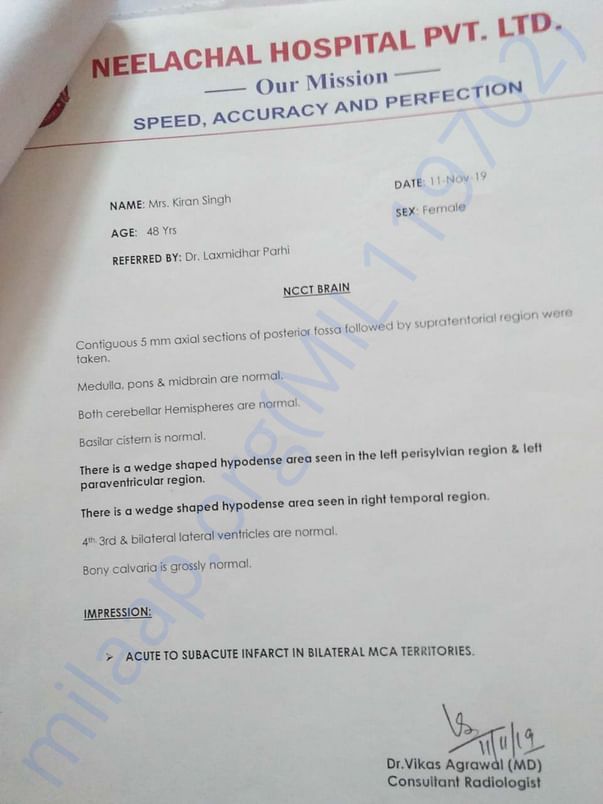 NEELACHAL HOSPITAL PVT. LTD.
Our Mission
SPEED, ACCURACY AND PERFECTION
NAME: Mrs. Kiran Singh
DATE: 11-Nov-19
AGE: 48 Yrs
SEX: Female
REFERRED BY: Dr. Laxmidhar Parhi
NCCT BRAIN
Contiguous 5 mm axial sections of posterior fossa followed by supratentorial region were
taken.
Medulla, pons & midbrain are normal.
Both cerebellar Hemispheres are normal.
Basilar cistern is normal.
There is a wedge shaped hypodense area seen in the left perisylvian region & left
paraventricular region.
There is a wedge shaped hypodense area seen in right temporal region.
4th 3rd & bilateral lateral ventricles are normal.
Bony calvaria is grossly normal.
IMPRESSION:
➢ ACUTE TO SUBACUTE INFARCT IN BILATERAL MCA TERRITORIES.
11/11/19
Dr.Vikas Agrawal (MD)
Consultant Radiologist
milaap.org(MIL1197021)